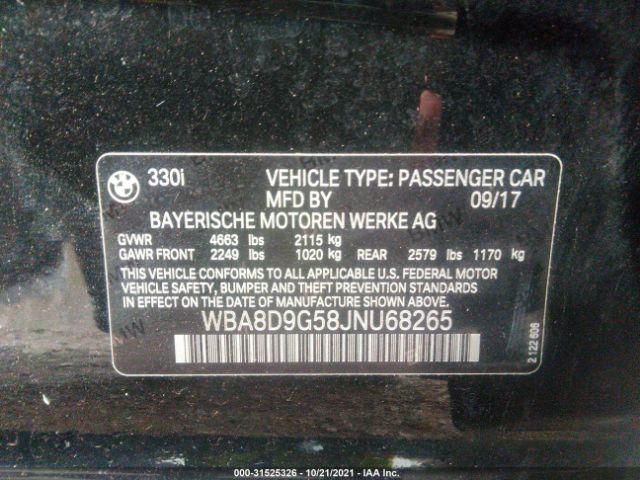 330i VEHICLE TYPE: PASSENGER CAR
MFD BY 09/17
BAYERISCHE MOTOREN WERKE AG
GVWR 4663 lbs 2115 kg
GAWR FRONT 2249 lbs 1020 kg REAR 2579 lbs 1170 kg
THIS VEHICLE CONFORMS TO ALL APPLICABLE U.S. FEDERAL MOTOR
VEHICLE SAFETY, BUMPER AND THEFT PREVENTION STANDARDS
IN EFFECT ON THE DATE OF MANUFACTURE SHOWN ABOVE.
WBA8D9G58JNU68265
2 122 606
000-31525326 - 10/21/2021 - IAA Inc.